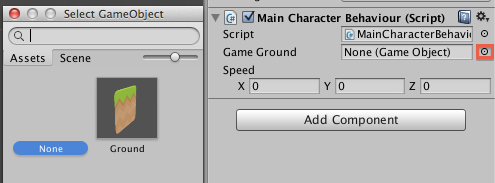 Select GameObject
Assets Scene
None
Ground
Main Character Behaviour (Script)
Script MainCharacterBehavi
Game Ground None (Game Object)
Speed
X 0 Y 0 Z 0
Add Component